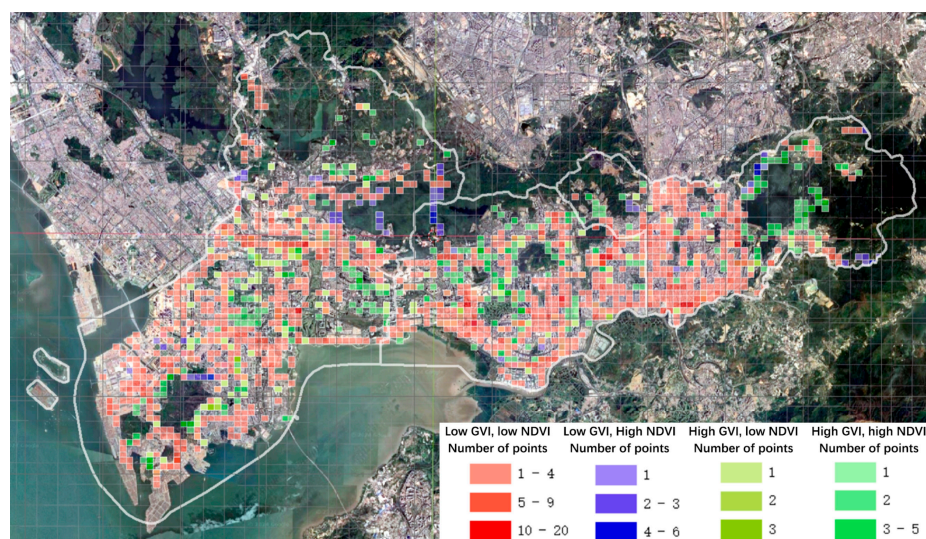 Low GVI, low NDVI
Number of points
1 - 4
5 - 9
10 - 20
Low GVI, High NDVI
Number of points
1
2 - 3
4 - 6
High GVI, low NDVI
Number of points
1
2
3
High GVI, high NDVI
Number of points
1
2
3 - 5